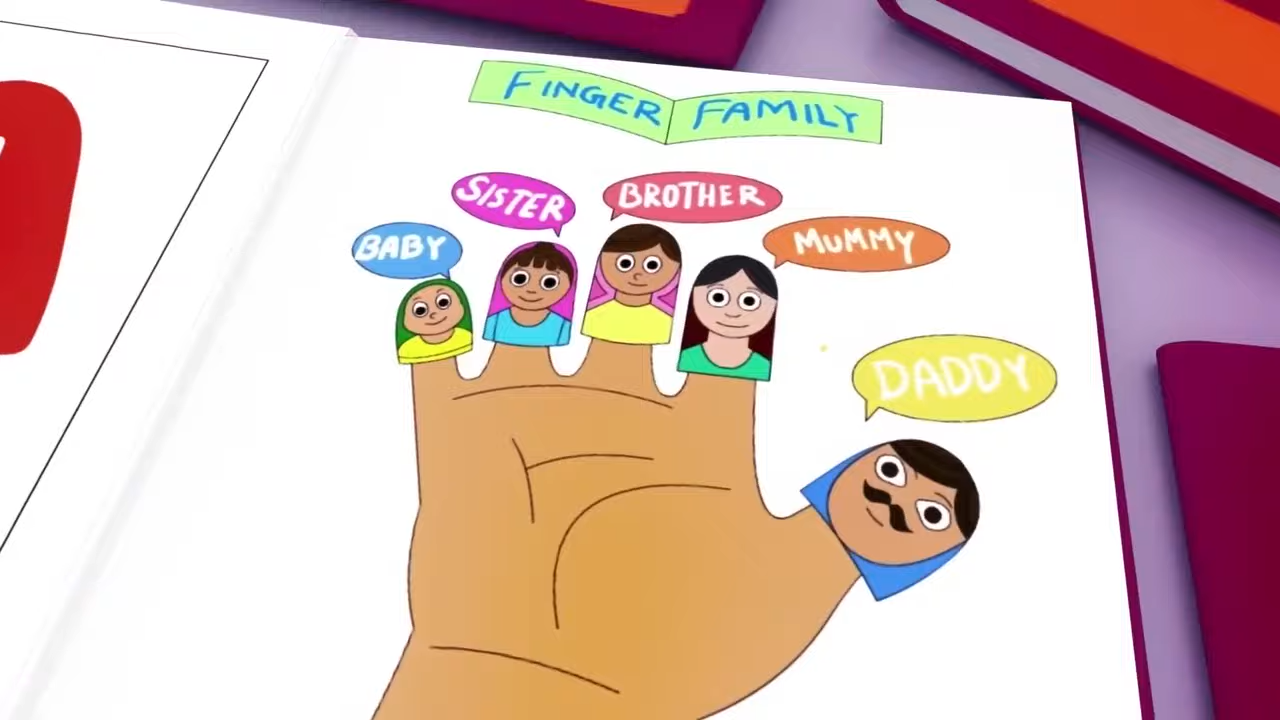 FINGER FAMILY
BABY
SISTER
BROTHER
MUMMY
DADDY